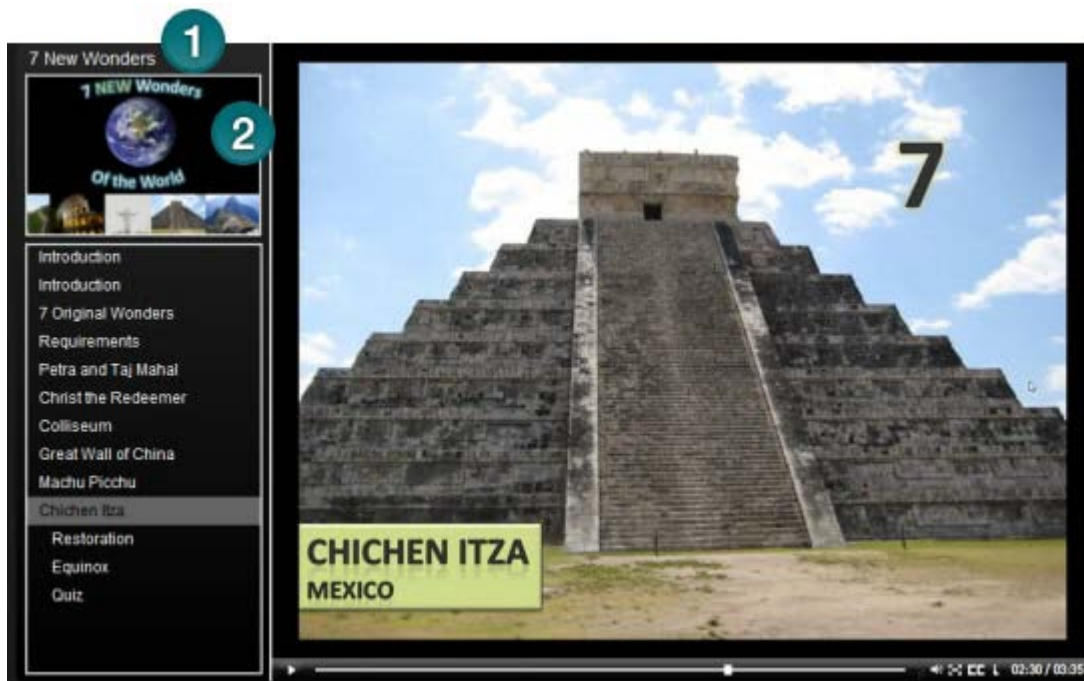 1
7 New Wonders
7 NEW Wonders
2
Of the World
Introduction
Introduction
7 Original Wonders
Requirements
Petra and Taj Mahal
Christ the Redeemer
Colliseum
Great Wall of China
Machu Picchu
Chichen Itza
Restoration
Equinox
Quiz
7
CHICHEN ITZA
MEXICO
CC 02:30 / 03:35